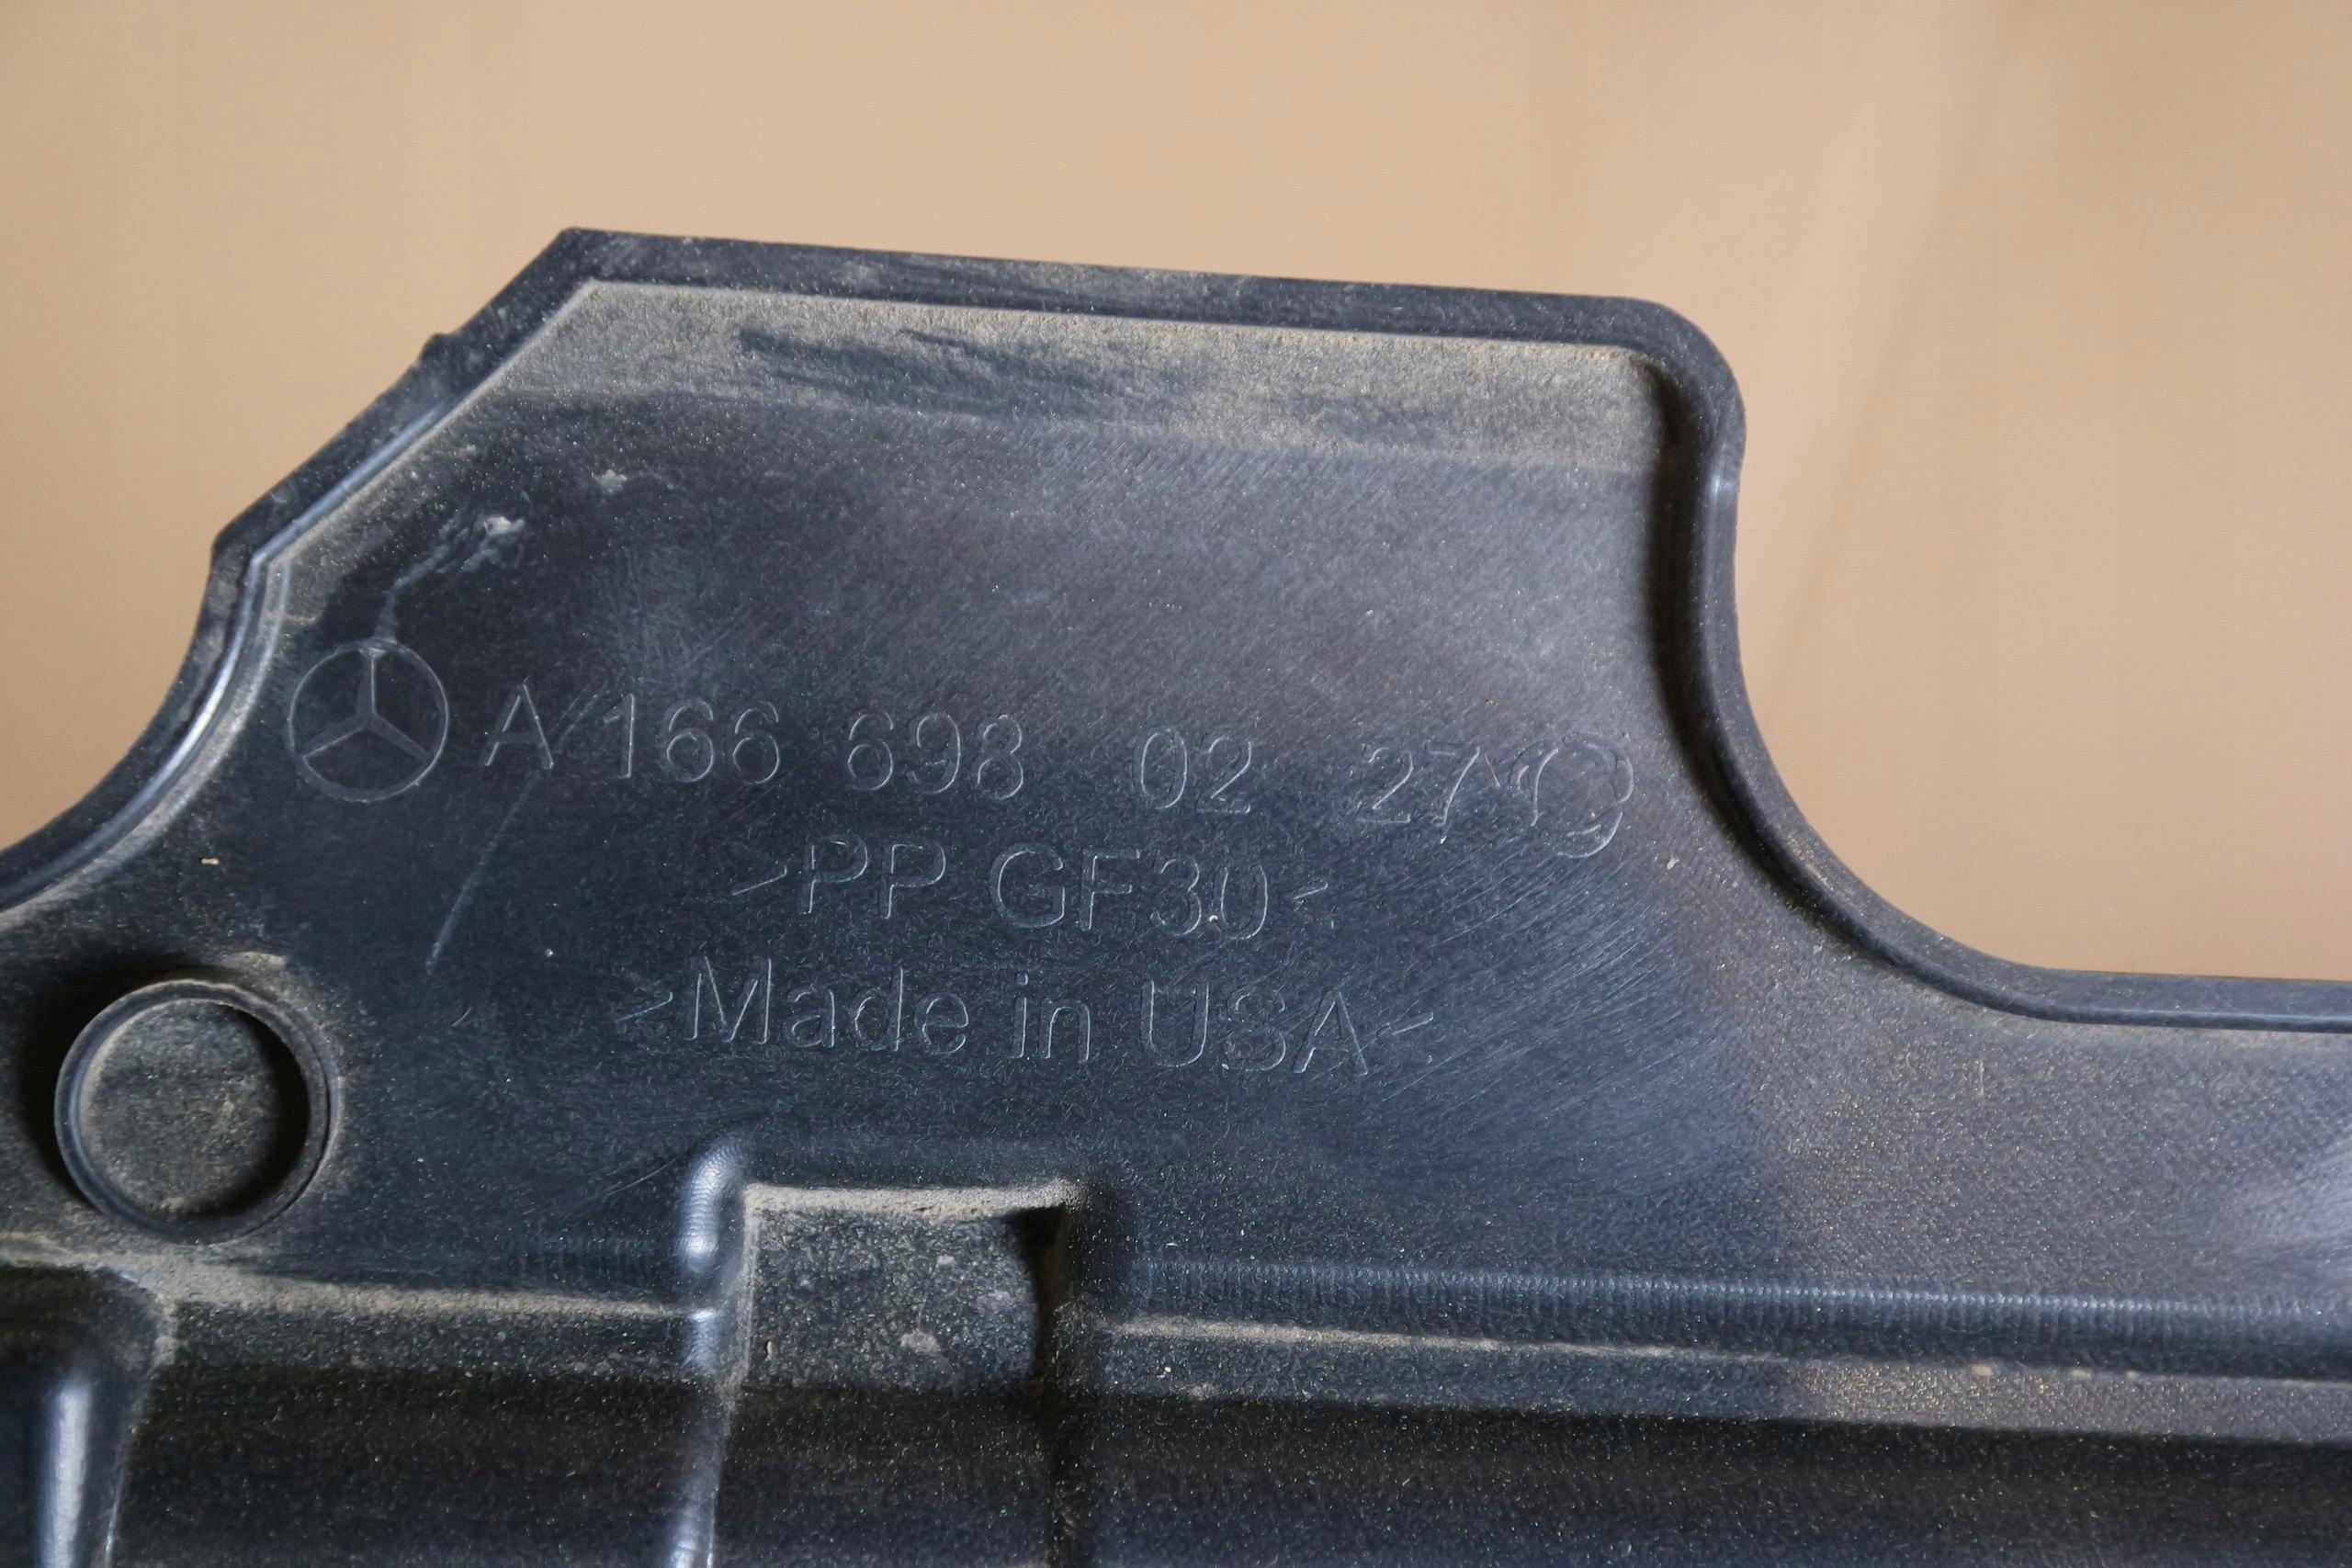 A 166 698 02 27
>PP GF30<
>Made in USA<